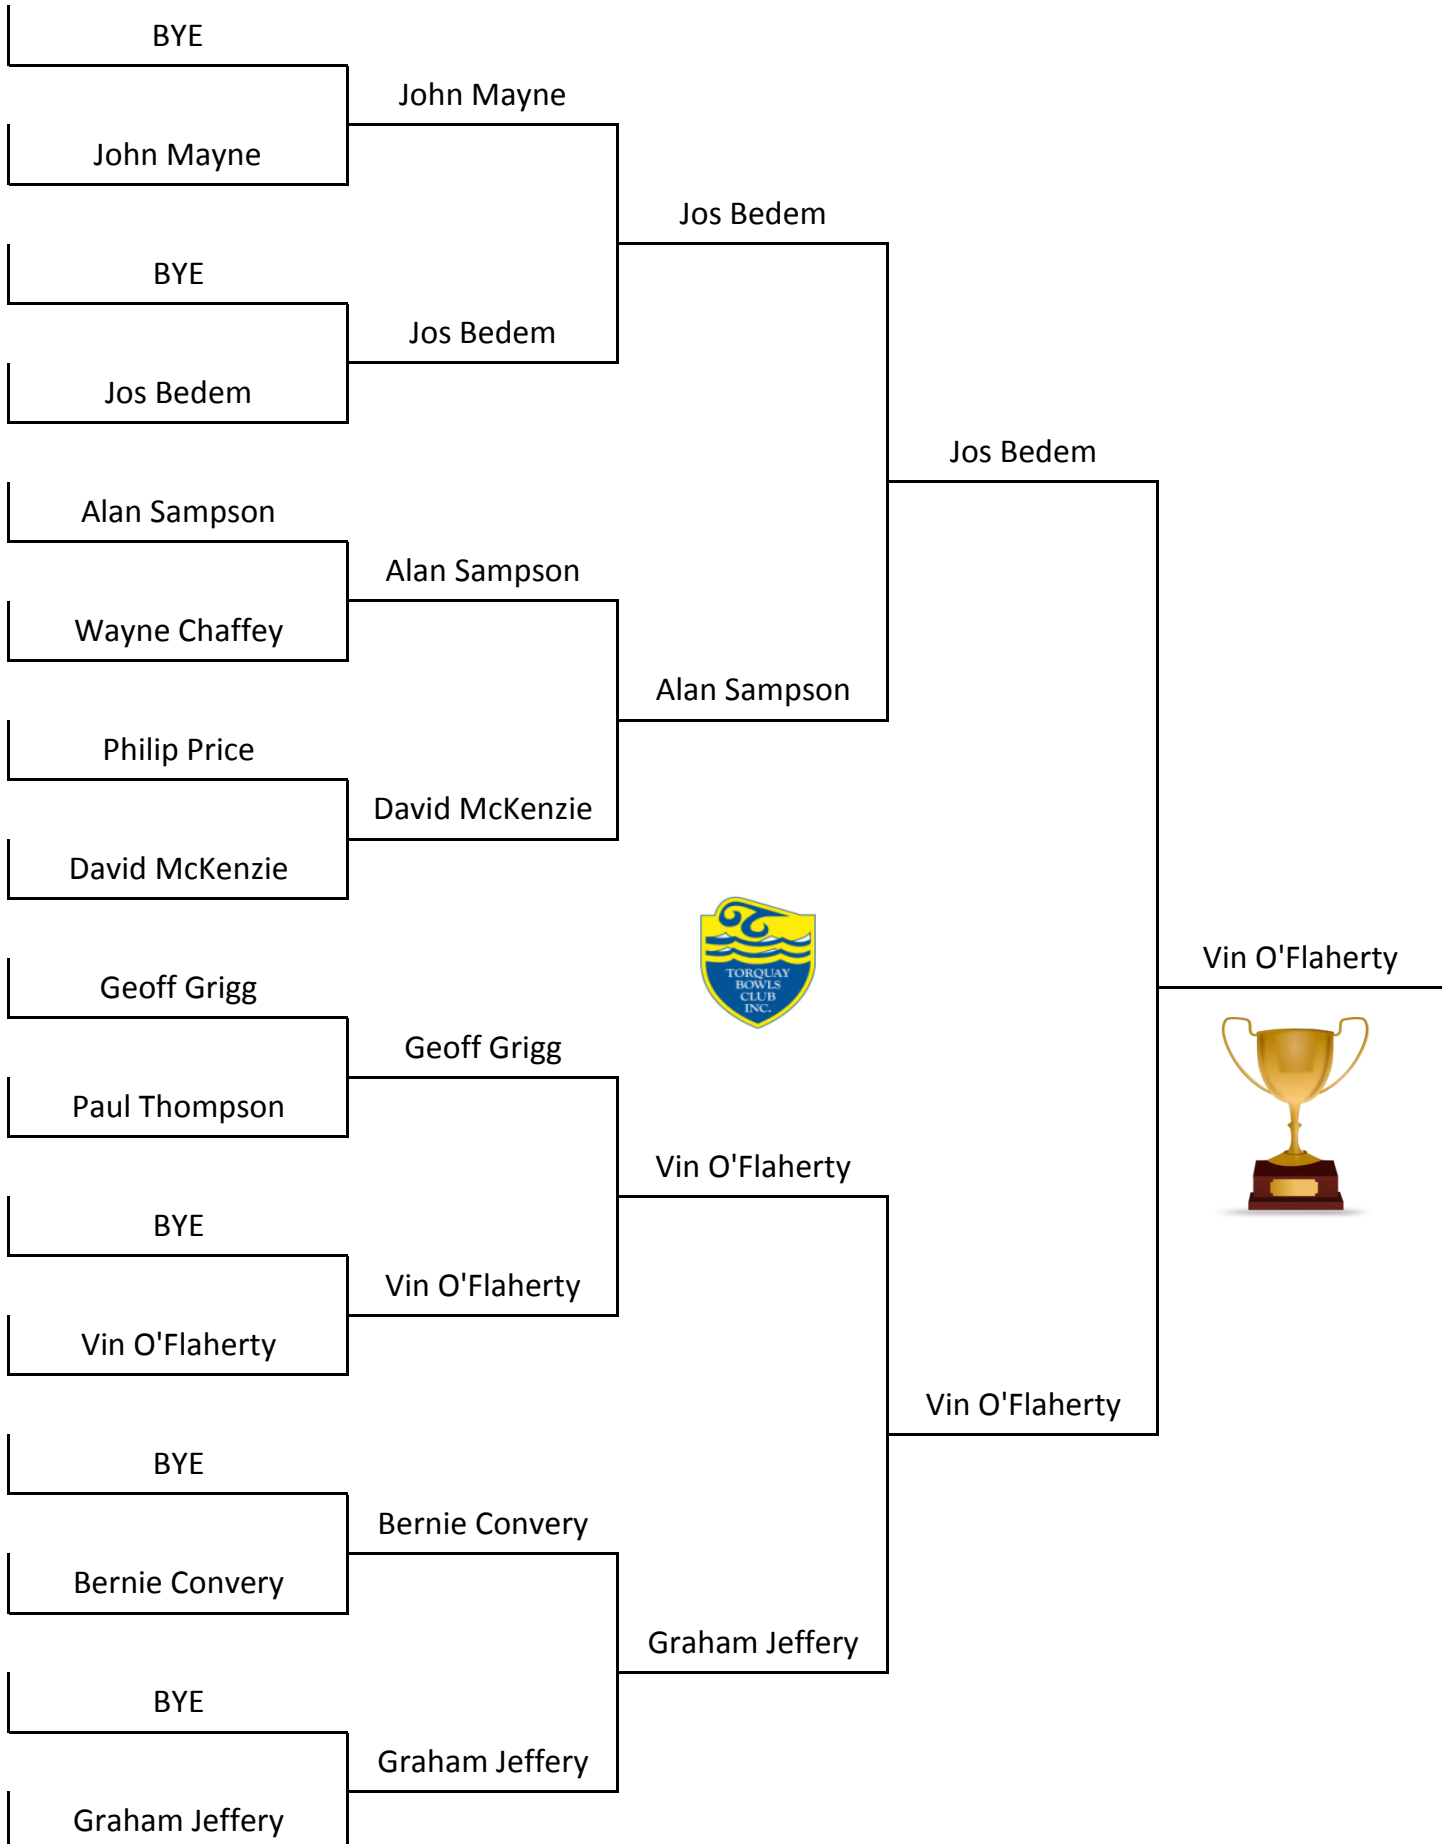 BYE
John Mayne
John Mayne
Jos Bedem
BYE
Jos Bedem
Jos Bedem
Jos Bedem
Alan Sampson
Alan Sampson
Wayne Chaffey
Alan Sampson
Philip Price
David McKenzie
David McKenzie
TORQUAY
BOWLS
CLUB
INC.
Vin O'Flaherty
Geoff Grigg
Geoff Grigg
Paul Thompson
Vin O'Flaherty
BYE
Vin O'Flaherty
Vin O'Flaherty
Vin O'Flaherty
BYE
Bernie Convery
Bernie Convery
Graham Jeffery
BYE
Graham Jeffery
Graham Jeffery